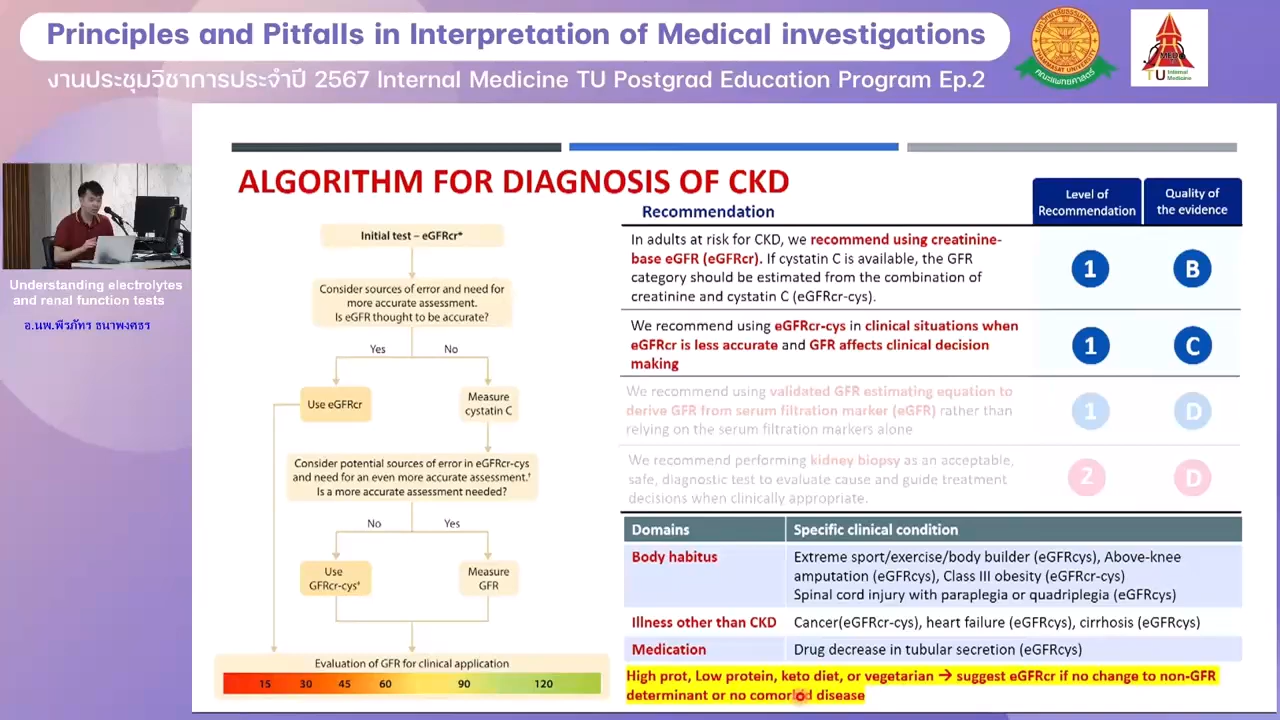 Principles and Pitfalls in Interpretation of Medical investigations
งานประชุมวิชาการประจำปี 2567 Internal Medicine TU Postgrad Education Program Ep.2
MEDC
TU Internal
Medicine
Understanding electrolytes
and renal function tests
อ.นพ.พีรภัทร ธนาพงศธร
ALGORITHM FOR DIAGNOSIS OF CKD
Initial test – eGFRcr*
Consider sources of error and need for
more accurate assessment.
Is eGFR thought to be accurate?
Yes
No
Use eGFRcr
Measure
cystatin C
Consider potential sources of error in eGFRcr-cys
and need for an even more accurate assessment.†
Is a more accurate assessment needed?
No
Yes
Use
GFRcr-cys‡
Measure
GFR
Evaluation of GFR for clinical application
15 30 45 60 90 120
Recommendation
Level of
Recommendation
Quality of
the evidence
In adults at risk for CKD, we recommend using creatinine-
base eGFR (eGFRcr). If cystatin C is available, the GFR
category should be estimated from the combination of
creatinine and cystatin C (eGFRcr-cys).
1
B
We recommend using eGFRcr-cys in clinical situations when
eGFRcr is less accurate and GFR affects clinical decision
making
1
C
We recommend using validated GFR estimating equation to
derive GFR from serum filtration marker (eGFR) rather than
relying on the serum filtration markers alone
1
D
We recommend performing kidney biopsy as an acceptable,
safe, diagnostic test to evaluate cause and guide treatment
decisions when clinically appropriate.
2
D
Domains
Specific clinical condition
Body habitus
Extreme sport/exercise/body builder (eGFRcys), Above-knee
amputation (eGFRcys), Class III obesity (eGFRcr-cys)
Spinal cord injury with paraplegia or quadriplegia (eGFRcys)
Illness other than CKD
Cancer(eGFRcr-cys), heart failure (eGFRcys), cirrhosis (eGFRcys)
Medication
Drug decrease in tubular secretion (eGFRcys)
High prot, Low protein, keto diet, or vegetarian → suggest eGFRcr if no change to non-GFR
determinant or no comorbid disease